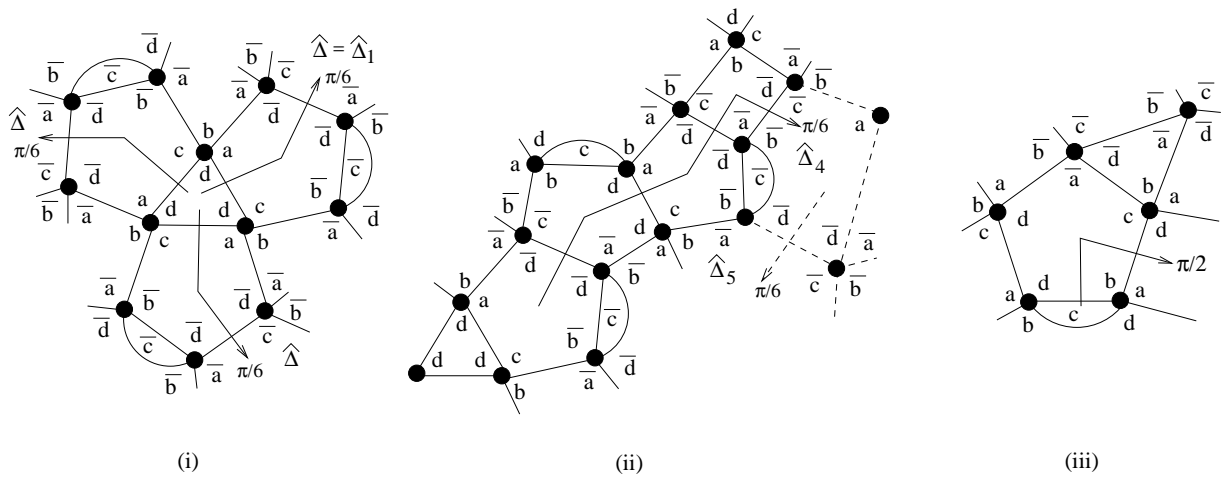 d̄
b̄ c̄ ā
ā d̄ b̄
Δ̂
π/6
c̄ d̄
b̄ ā
b
c a
d
b̄ c̄
ā d̄
Δ̂ = Δ̂1
π/6
ā
d̄ b̄
c̄
b̄
ā d̄
a d
b c
c
d
a b
ā b̄
d̄ c̄
d̄
b̄ ā
ā
d̄ b̄
c̄
π/6 Δ̂
(i)
d
a c
b
ā
d̄ b̄
c̄
a
b̄ c̄
ā d̄
π/6
Δ̂4
ā
b̄
d̄ c̄
b̄
ā d̄
d
a c b
b b a
c
d
a b
b̄ c̄
ā d̄
ā
b̄
d̄ c̄
b̄
ā d̄
Δ̂5
π/6
d̄ ā
c̄ b̄
b
a
d
d d c
b
(ii)
c̄
b̄ d̄
ā
c̄
b̄ d̄
ā
b a
c d
a
c d
b
a d b a
b c d
π/2
(iii)